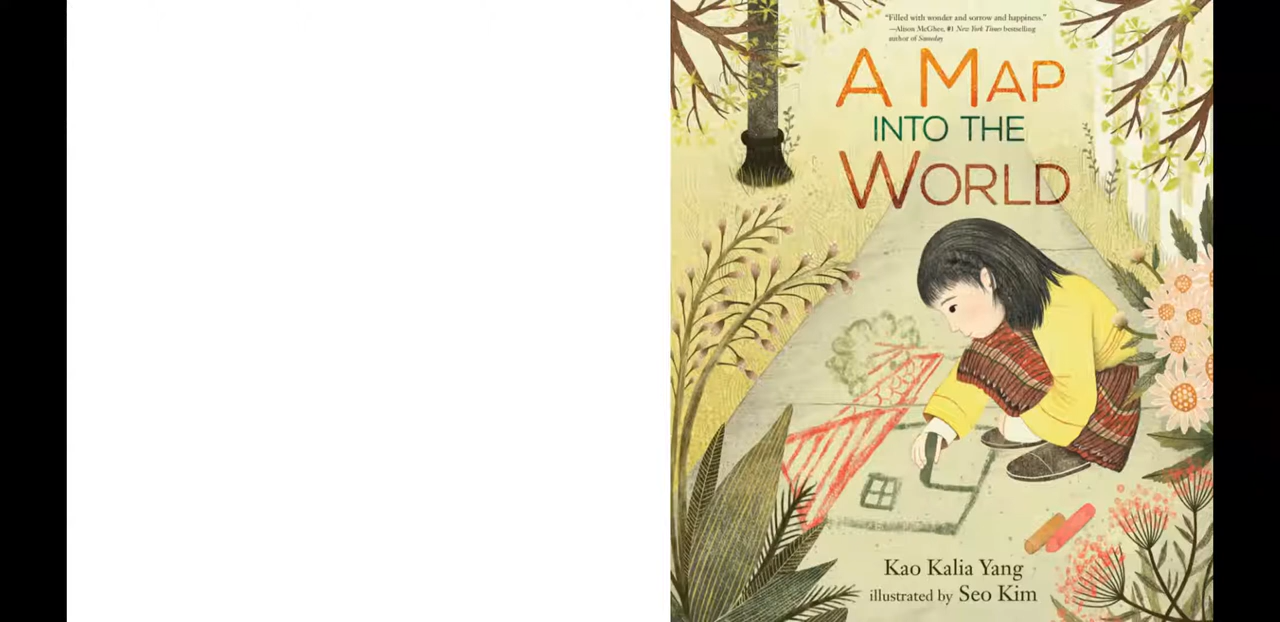 “Filled with wonder and sorrow and happiness.”
—Alison McGhee, #1 New York Times bestselling
author of Someday
A MAP
INTO THE
WORLD
Kao Kalia Yang
illustrated by Seo Kim